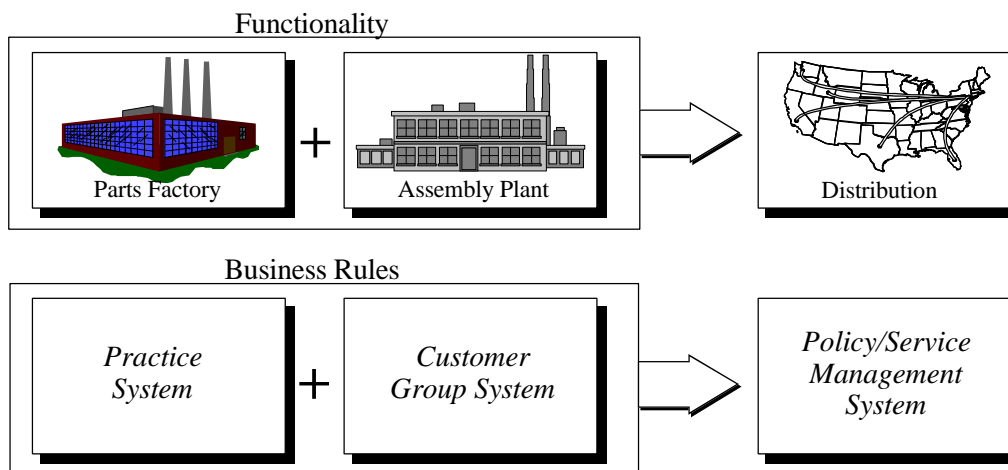 Functionality
+
Parts Factory
Assembly Plant
Distribution
Business Rules
Practice
System
+
Customer
Group System
Policy/Service
Management
System